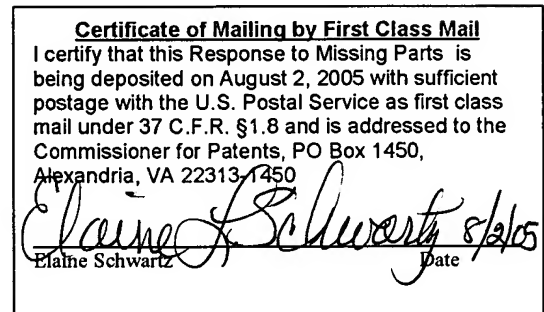 Certificate of Mailing by First Class Mail
I certify that this Response to Missing Parts is
being deposited on August 2, 2005 with sufficient
postage with the U.S. Postal Service as first class
mail under 37 C.F.R. §1.8 and is addressed to the
Commissioner for Patents, PO Box 1450,
Alexandria, VA 22313-1450
Elaine L Schwartz 8/2/05
Elaine Schwartz Date